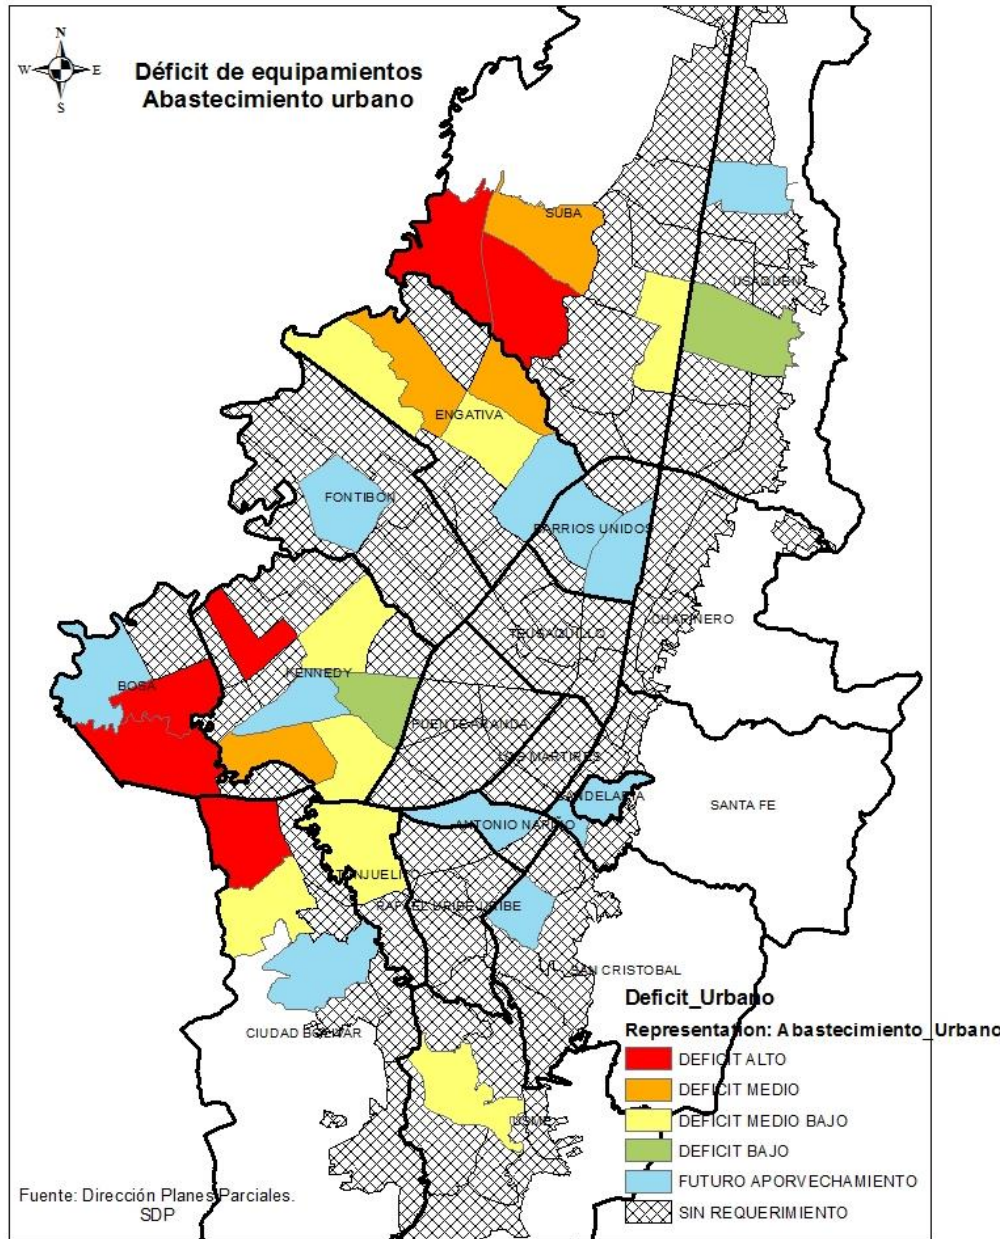 N
W E
S
Déficit de equipamientos
Abastecimiento urbano
SUBA
USAQUEN
ENGATIVA
FONTIBON
BARRIOS UNIDOS
TEUSAQUILLO
CHAPINERO
KENNEDY
BOSA
PUENTE ARANDA
LOS MARTIRES
CANDELARIA
SANTA FE
ANTONIO NARIÑO
TUNJUELITO
RAFAEL URIBE URIBE
SAN CRISTOBAL
CIUDAD BOLIVAR
USME
Deficit_Urbano
Representation: Abastecimiento_Urbano
DEFICIT ALTO
DEFICIT MEDIO
DEFICIT MEDIO BAJO
DEFICIT BAJO
FUTURO APORVECHAMIENTO
SIN REQUERIMIENTO
Fuente: Dirección Planes Parciales.
SDP